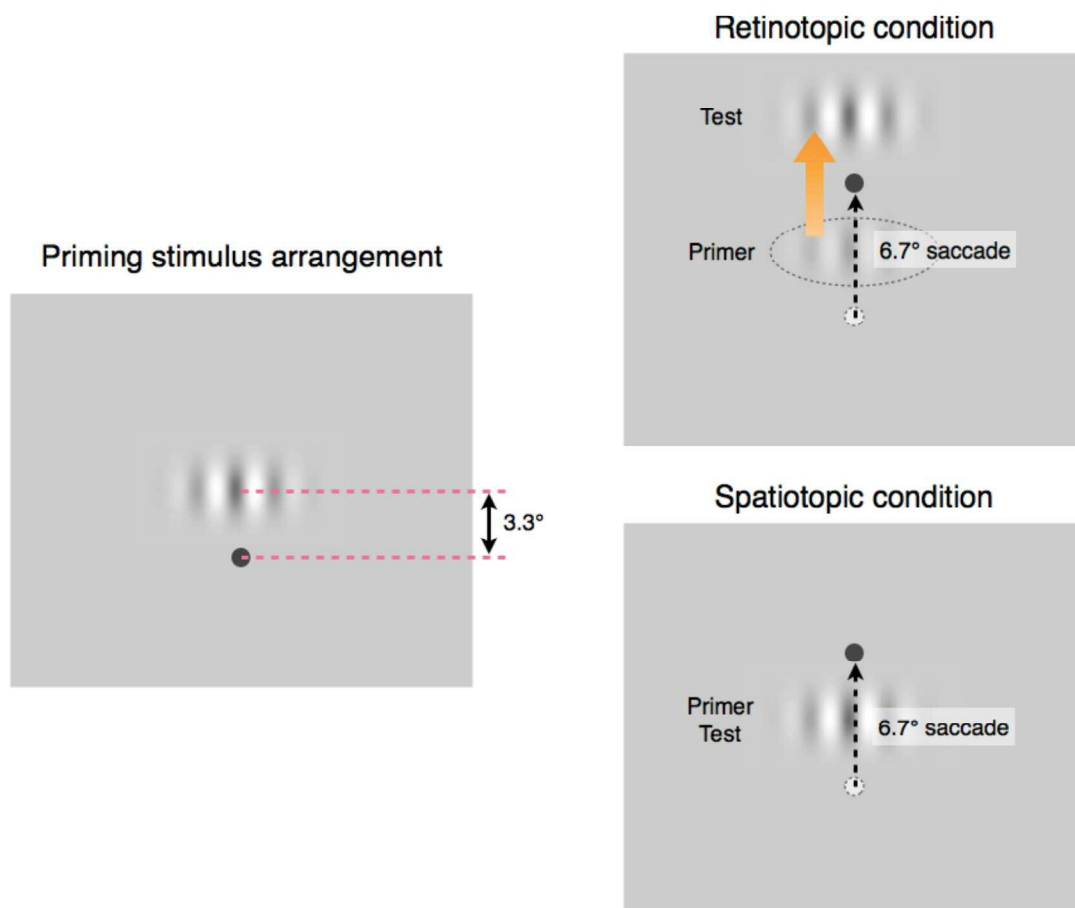 Priming stimulus arrangement
3.3°
Retinotopic condition
Test
Primer
6.7° saccade
Spatiotopic condition
Primer
Test
6.7° saccade